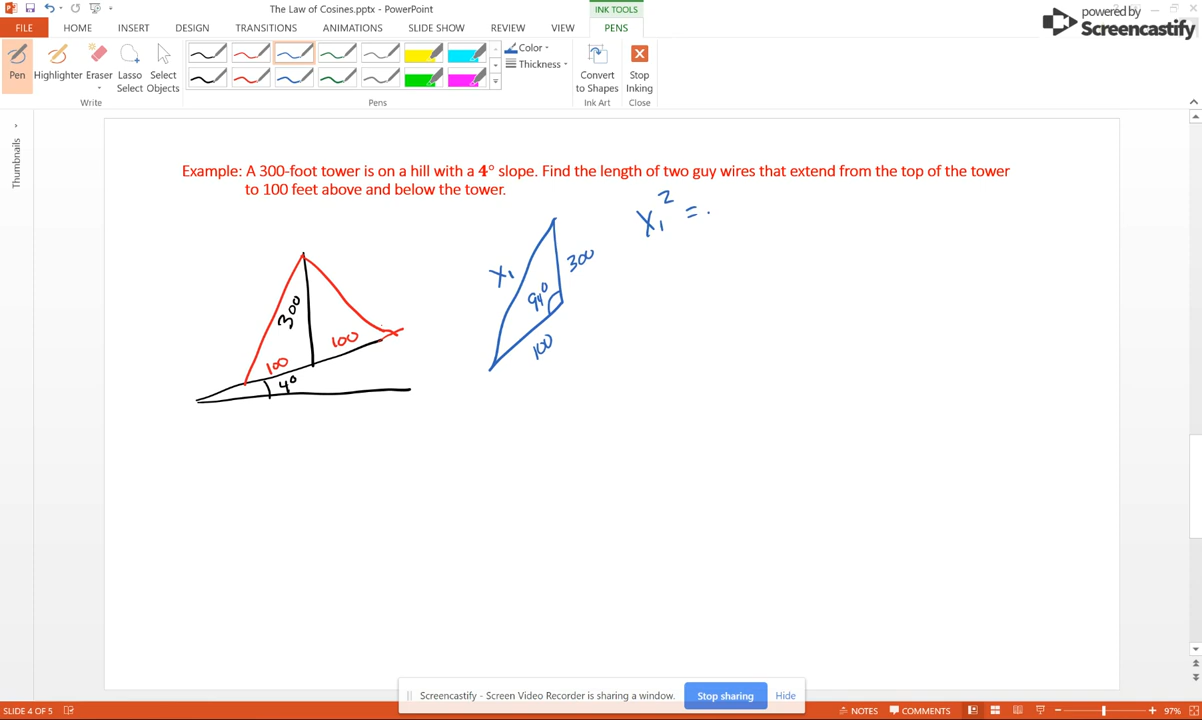 The Law of Cosines.pptx - PowerPoint
INK TOOLS
powered by
Screencastify
FILE HOME INSERT DESIGN TRANSITIONS ANIMATIONS SLIDE SHOW REVIEW VIEW PENS
Pen Highlighter Eraser Lasso Select Select Objects
Write
Pens
Color
Thickness
Convert to Shapes
Ink Art
Stop Inking
Close
Thumbnails
Example: A 300-foot tower is on a hill with a 4° slope. Find the length of two guy wires that extend from the top of the tower
to 100 feet above and below the tower.
x₁² =
x₁
300
94°
100
300
100
100
4°
Screencastify - Screen Video Recorder is sharing a window. Stop sharing Hide
SLIDE 4 OF 5 NOTES COMMENTS 97%